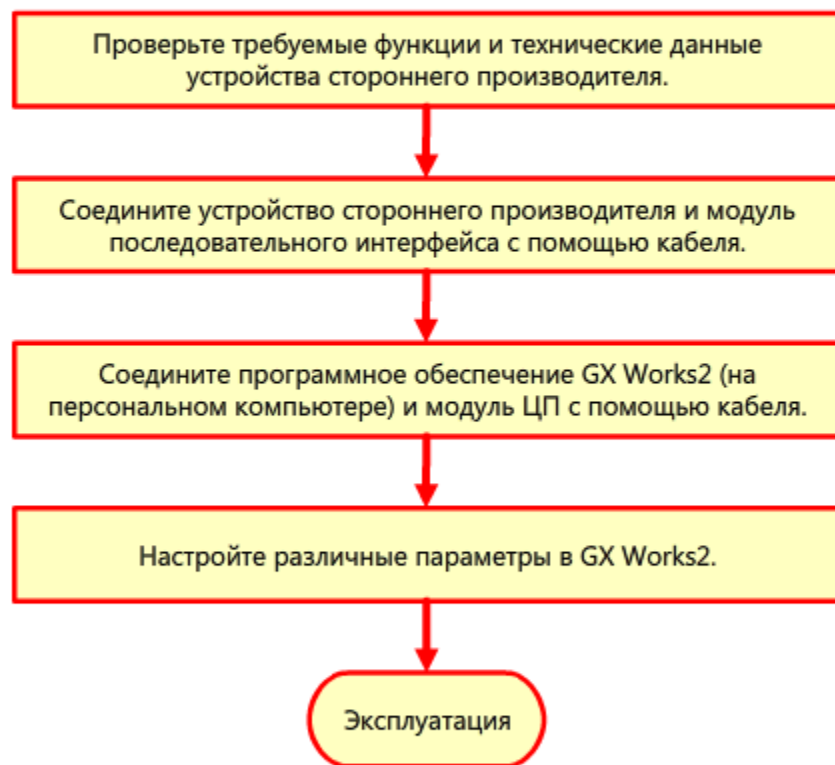 Проверьте требуемые функции и технические данные
устройства стороннего производителя.
Соедините устройство стороннего производителя и модуль
последовательного интерфейса с помощью кабеля.
Соедините программное обеспечение GX Works2 (на
персональном компьютере) и модуль ЦП с помощью кабеля.
Настройте различные параметры в GX Works2.
Эксплуатация